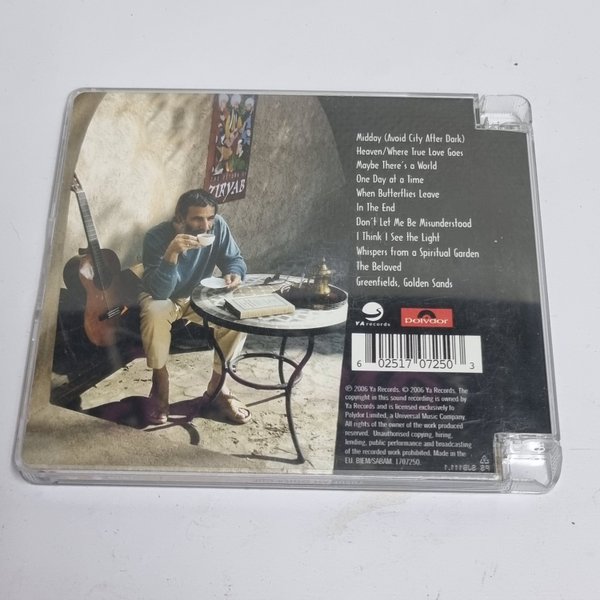 THE RETURN OF
ZIRYAB
Midday (Avoid City After Dark)
Heaven/Where True Love Goes
Maybe There's a World
One Day at a Time
When Butterflies Leave
In The End
Don't Let Me Be Misunderstood
I Think I See the Light
Whispers from a Spiritual Garden
The Beloved
Greenfields, Golden Sands
YA records
Polydor
6 02517 07250 3
℗ 2006 Ya Records. © 2006 Ya Records. The
copyright in this sound recording is owned by
Ya Records and is licensed exclusively to
Polydor Limited, a Universal Music Company.
All rights of the owner of the work produced
reserved. Unauthorised copying, hiring,
lending, public performance and broadcasting
of the recorded work prohibited. Made in the
EU. BIEM/SABAM. 1707250.